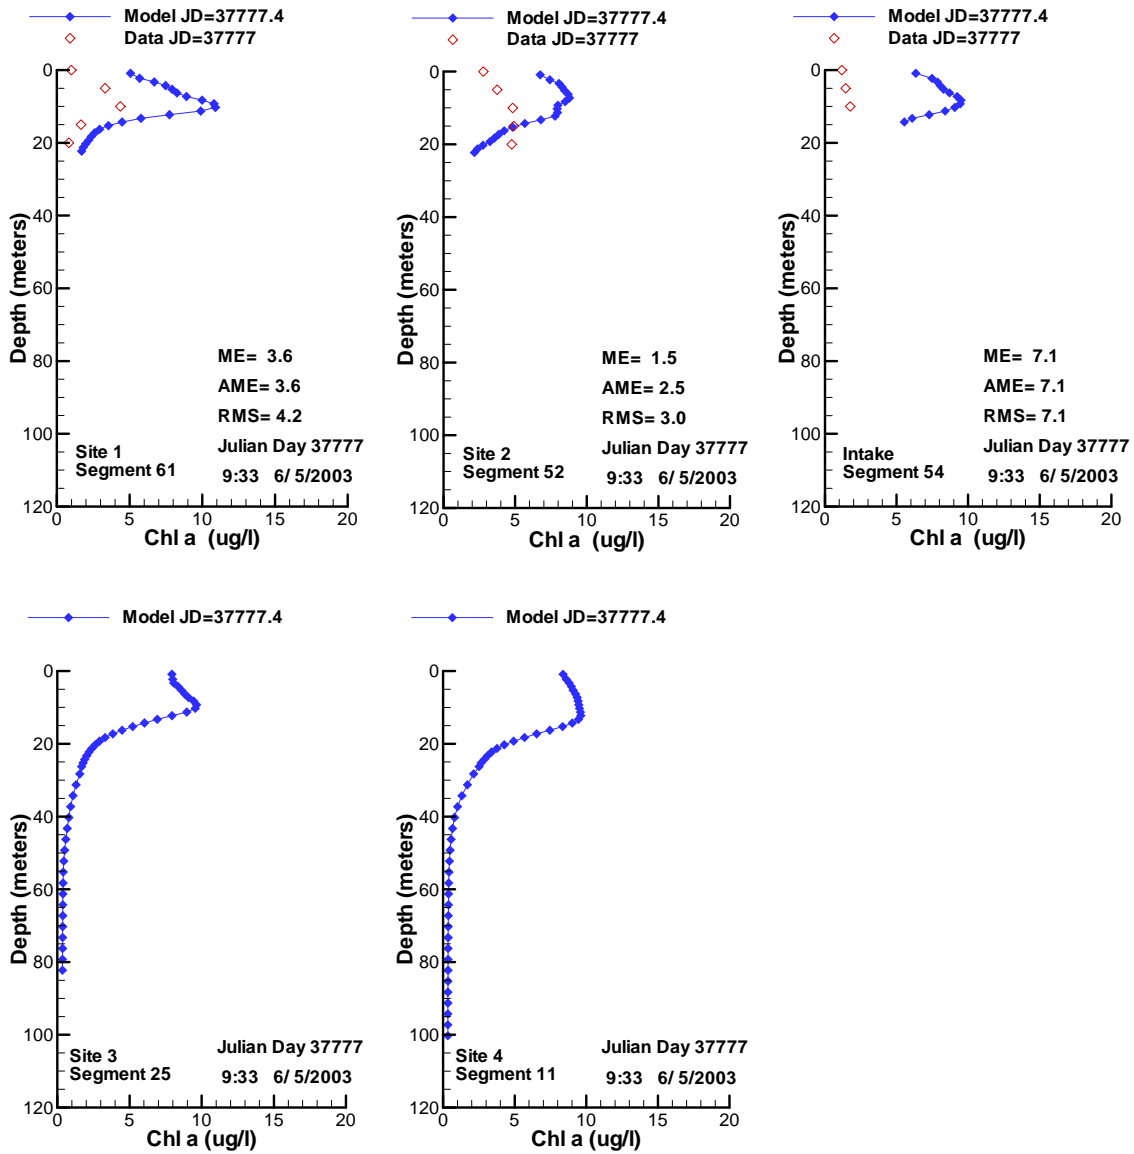 Model JD=37777.4
Data JD=37777
0
20
40
60
80
100
120
Depth (meters)
ME= 3.6
AME= 3.6
RMS= 4.2
Site 1
Segment 61
Julian Day 37777
9:33 6/ 5/2003
0 5 10 15 20
Chl a (ug/l)
Model JD=37777.4
Data JD=37777
0
20
40
60
80
100
120
Depth (meters)
ME= 1.5
AME= 2.5
RMS= 3.0
Site 2
Segment 52
Julian Day 37777
9:33 6/ 5/2003
0 5 10 15 20
Chl a (ug/l)
Model JD=37777.4
Data JD=37777
0
20
40
60
80
100
120
Depth (meters)
ME= 7.1
AME= 7.1
RMS= 7.1
Intake
Segment 54
Julian Day 37777
9:33 6/ 5/2003
0 5 10 15 20
Chl a (ug/l)
Model JD=37777.4
0
20
40
60
80
100
120
Depth (meters)
Site 3
Segment 25
Julian Day 37777
9:33 6/ 5/2003
0 5 10 15 20
Chl a (ug/l)
Model JD=37777.4
0
20
40
60
80
100
120
Depth (meters)
Site 4
Segment 11
Julian Day 37777
9:33 6/ 5/2003
0 5 10 15 20
Chl a (ug/l)